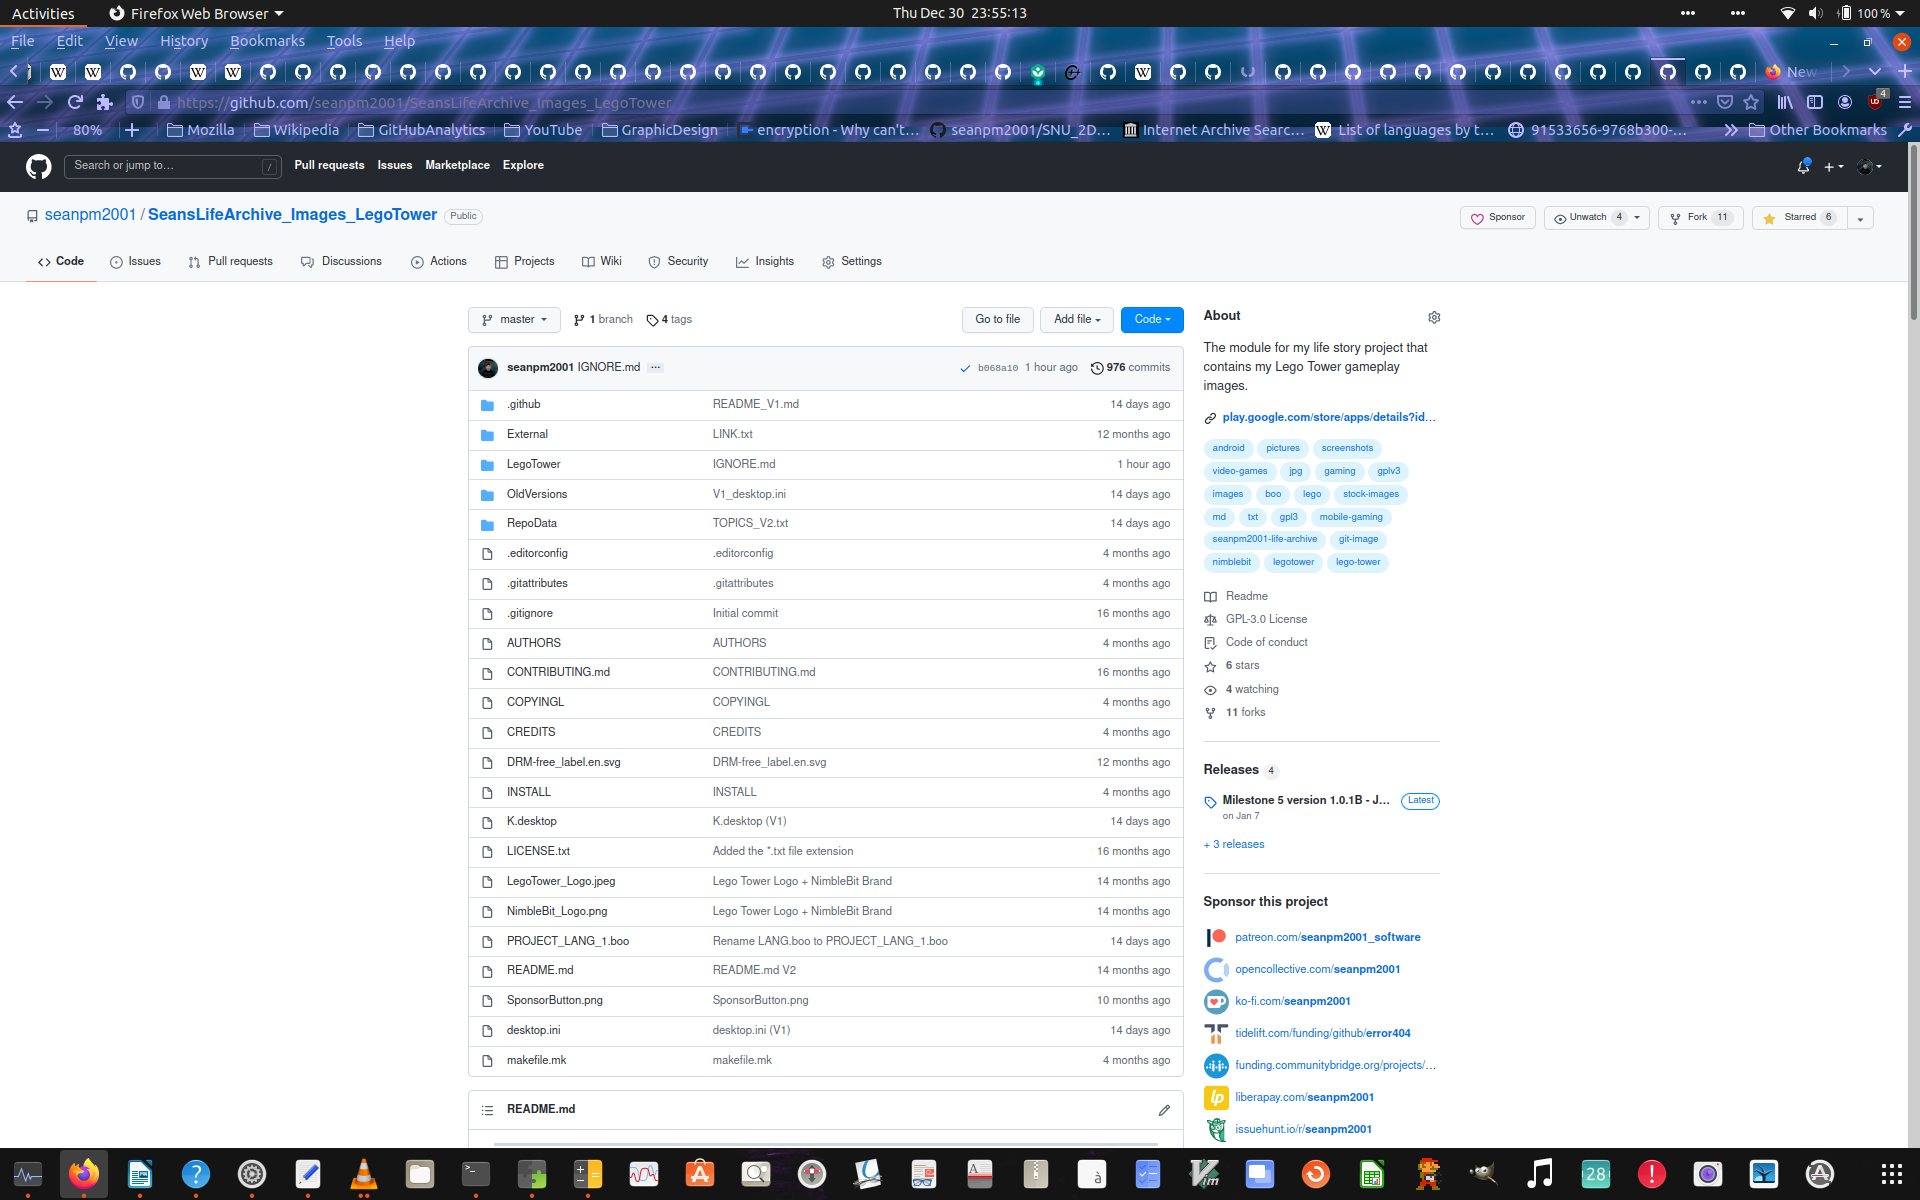 Activities Firefox Web Browser Thu Dec 30 23:55:13 100 %
File Edit View History Bookmarks Tools Help
New
https://github.com/seanpm2001/SeansLifeArchive_Images_LegoTower 4
80% Mozilla Wikipedia GitHubAnalytics YouTube GraphicDesign encryption - Why can't... seanpm2001/SNU_2D... Internet Archive Searc... List of languages by t... 91533656-9768b300-... Other Bookmarks
Search or jump to... / Pull requests Issues Marketplace Explore
seanpm2001 / SeansLifeArchive_Images_LegoTower Public Sponsor Unwatch 4 Fork 11 Starred 6
Code Issues Pull requests Discussions Actions Projects Wiki Security Insights Settings
master 1 branch 4 tags Go to file Add file Code
seanpm2001 IGNORE.md ... b068a10 1 hour ago 976 commits
.github README_V1.md 14 days ago
External LINK.txt 12 months ago
LegoTower IGNORE.md 1 hour ago
OldVersions V1_desktop.ini 14 days ago
RepoData TOPICS_V2.txt 14 days ago
.editorconfig .editorconfig 4 months ago
.gitattributes .gitattributes 4 months ago
.gitignore Initial commit 16 months ago
AUTHORS AUTHORS 4 months ago
CONTRIBUTING.md CONTRIBUTING.md 16 months ago
COPYINGL COPYINGL 4 months ago
CREDITS CREDITS 4 months ago
DRM-free_label.en.svg DRM-free_label.en.svg 12 months ago
INSTALL INSTALL 4 months ago
K.desktop K.desktop (V1) 14 days ago
LICENSE.txt Added the *.txt file extension 16 months ago
LegoTower_Logo.jpeg Lego Tower Logo + NimbleBit Brand 14 months ago
NimbleBit_Logo.png Lego Tower Logo + NimbleBit Brand 14 months ago
PROJECT_LANG_1.boo Rename LANG.boo to PROJECT_LANG_1.boo 14 days ago
README.md README.md V2 14 months ago
SponsorButton.png SponsorButton.png 10 months ago
desktop.ini desktop.ini (V1) 14 days ago
makefile.mk makefile.mk 4 months ago
README.md
About
The module for my life story project that
contains my Lego Tower gameplay
images.
play.google.com/store/apps/details?id...
android pictures screenshots
video-games jpg gaming gplv3
images boo lego stock-images
md txt gpl3 mobile-gaming
seanpm2001-life-archive git-image
nimblebit legotower lego-tower
Readme
GPL-3.0 License
Code of conduct
6 stars
4 watching
11 forks
Releases 4
Milestone 5 version 1.0.1B - J... Latest
on Jan 7
+ 3 releases
Sponsor this project
patreon.com/seanpm2001_software
opencollective.com/seanpm2001
ko-fi.com/seanpm2001
tidelift.com/funding/github/error404
funding.communitybridge.org/projects/...
liberapay.com/seanpm2001
issuehunt.io/r/seanpm2001
28